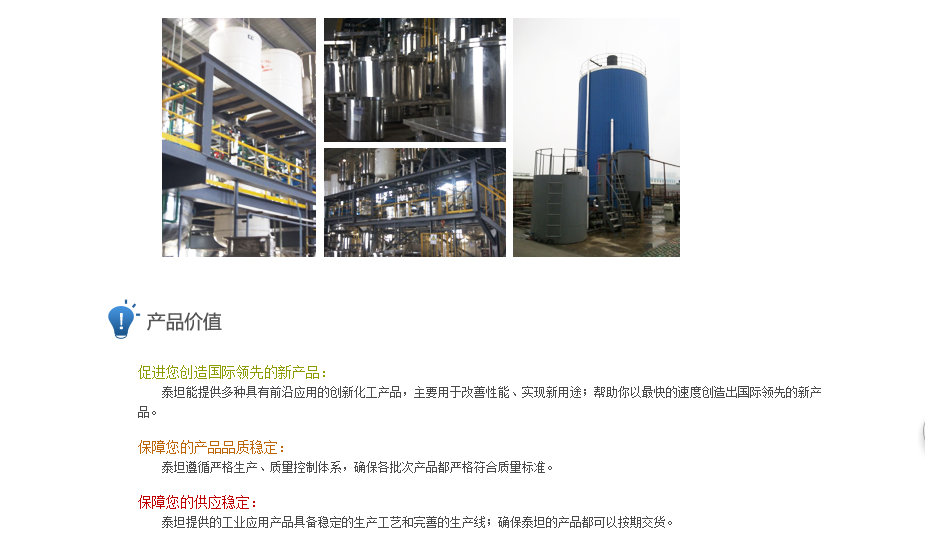 产品价值
促进您创造国际领先的新产品：
泰坦能提供多种具有前沿应用的创新化工产品，主要用于改善性能、实现新用途；帮助你以最快的速度创造出国际领先的新产
品。
保障您的产品品质稳定：
泰坦遵循严格生产、质量控制体系，确保各批次产品都严格符合质量标准。
保障您的供应稳定：
泰坦提供的工业应用产品具备稳定的生产工艺和完善的生产线；确保泰坦的产品都可以按期交货。